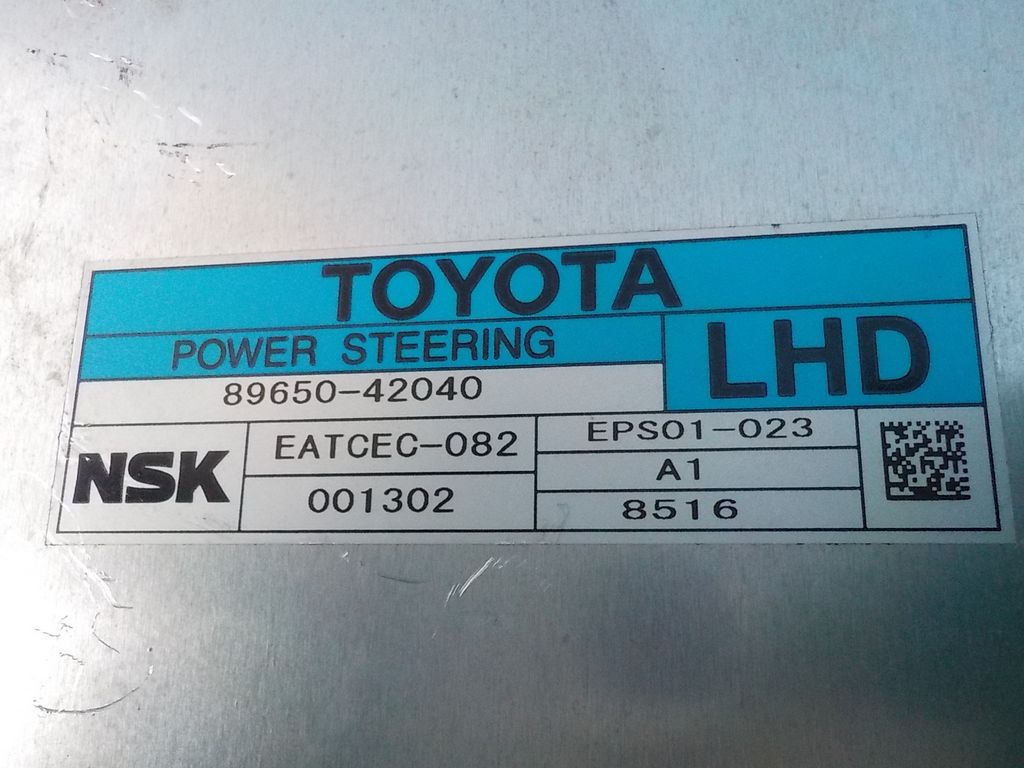 TOYOTA
POWER STEERING
LHD
89650-42040
NSK
EATCEC-082
001302
EPS01-023
A1
8516